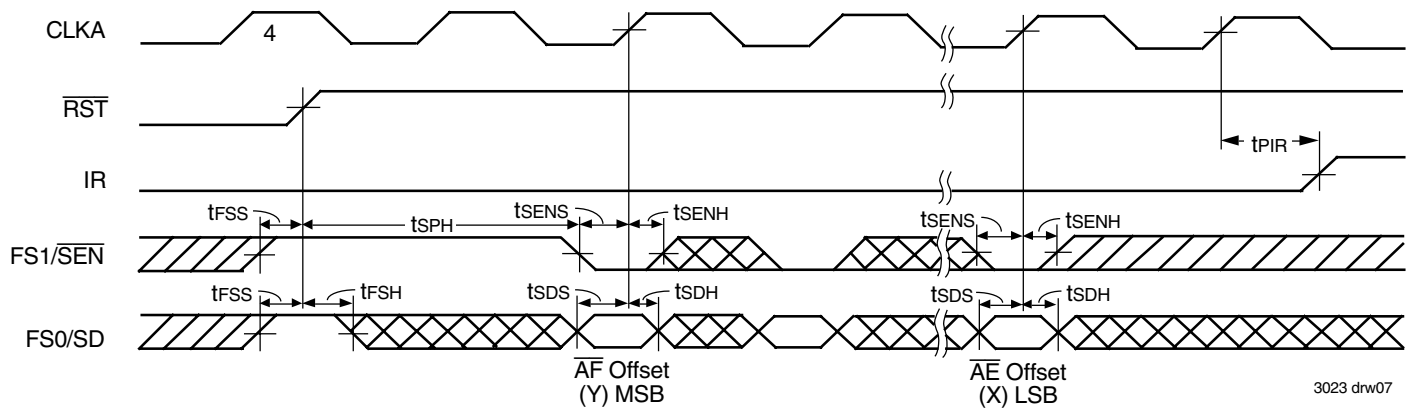 CLKA
4
RST
tPIR
IR
tFSS
tSPH
tSENS
tSENH
tSENS
tSENH
FS1/SEN
tFSS
tFSH
tSDS
tSDH
tSDS
tSDH
FS0/SD
AF Offset
(Y) MSB
AE Offset
(X) LSB
3023 drw07